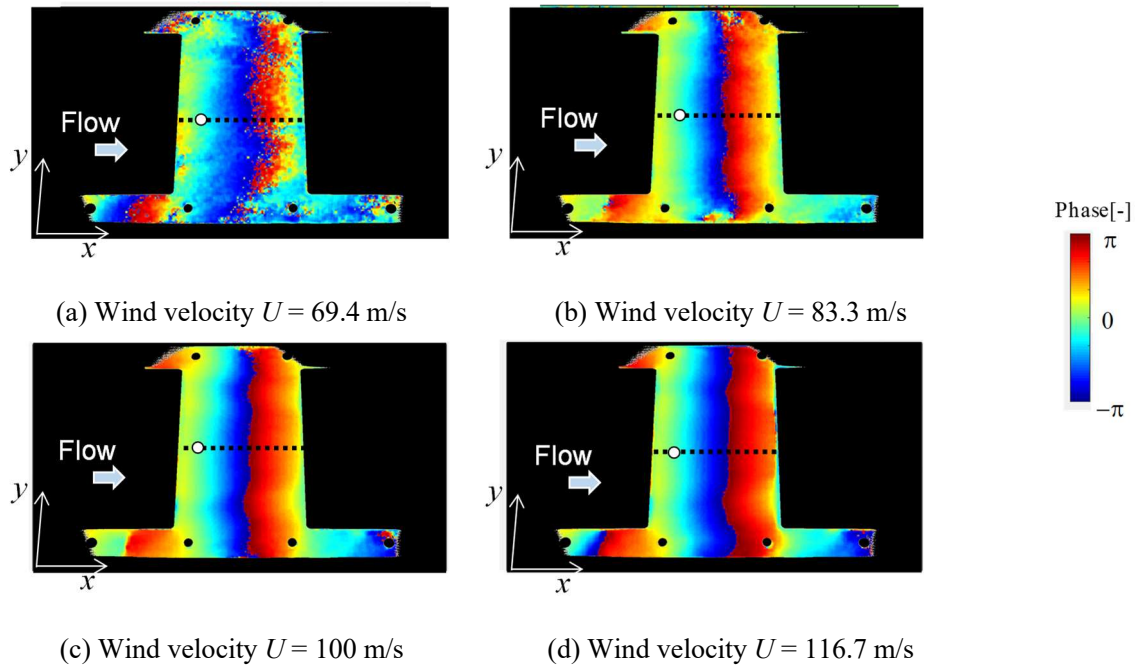 Flow
y
x
(a) Wind velocity U = 69.4 m/s
Flow
y
x
(b) Wind velocity U = 83.3 m/s
Flow
y
x
(c) Wind velocity U = 100 m/s
Flow
y
x
(d) Wind velocity U = 116.7 m/s
Phase[-]
π
0
−π